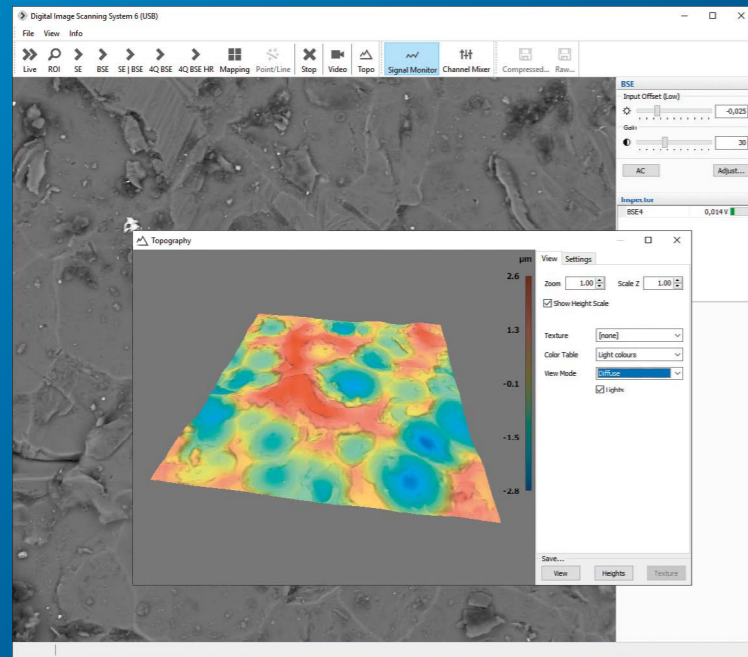 Digital Image Scanning System 6 (USB)
File View Info
Live ROI SE BSE SE | BSE 4Q BSE 4Q BSE HR Mapping Point/Line Stop Video Topo Signal Monitor Channel Mixer Compressed... Raw...
BSE
Input Offset (Low)
-0,025
Gain
30
AC Adjust...
Inspector
BSE4 0,014 V
Topography
µm
2.6
1.3
-0.1
-1.5
-2.8
View Settings
Zoom 1.00 Scale Z 1.00
Show Height Scale
Texture [none]
Color Table Light colours
View Mode Diffuse
Lights
Save...
View Heights Texture